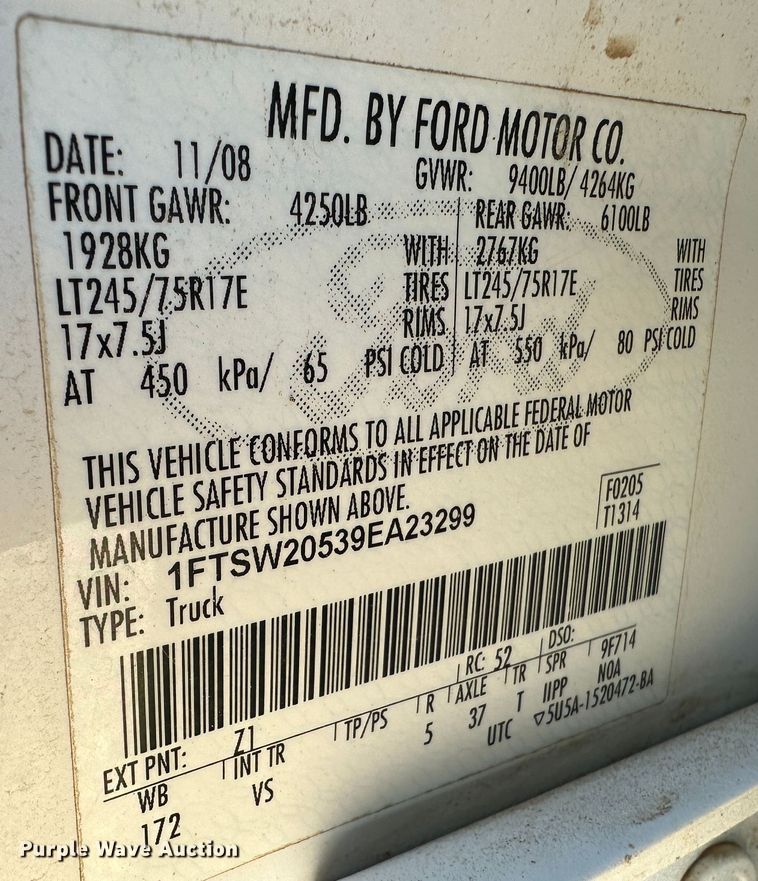 MFD. BY FORD MOTOR CO.
DATE: 11/08 GVWR: 9400LB/ 4264KG
FRONT GAWR: 4250LB REAR GAWR: 6100LB
1928KG WITH 2767KG WITH
LT245/75R17E TIRES LT245/75R17E TIRES
17x7.5J RIMS 17x7.5J RIMS
AT 450 kPa/ 65 PSI COLD AT 550 kPa/ 80 PSI COLD
THIS VEHICLE CONFORMS TO ALL APPLICABLE FEDERAL MOTOR
VEHICLE SAFETY STANDARDS IN EFFECT ON THE DATE OF
MANUFACTURE SHOWN ABOVE.
F0205
T1314
VIN: 1FTSW20539EA23299
TYPE: Truck
EXT PNT: Z1 RC: 52 DSO: 9F714
WB INT TR TP/PS R AXLE TR SPR NOA
172 VS 5 37 T IIPP
UTC ▽5U5A-1520472-BA
Purple Wave Auction